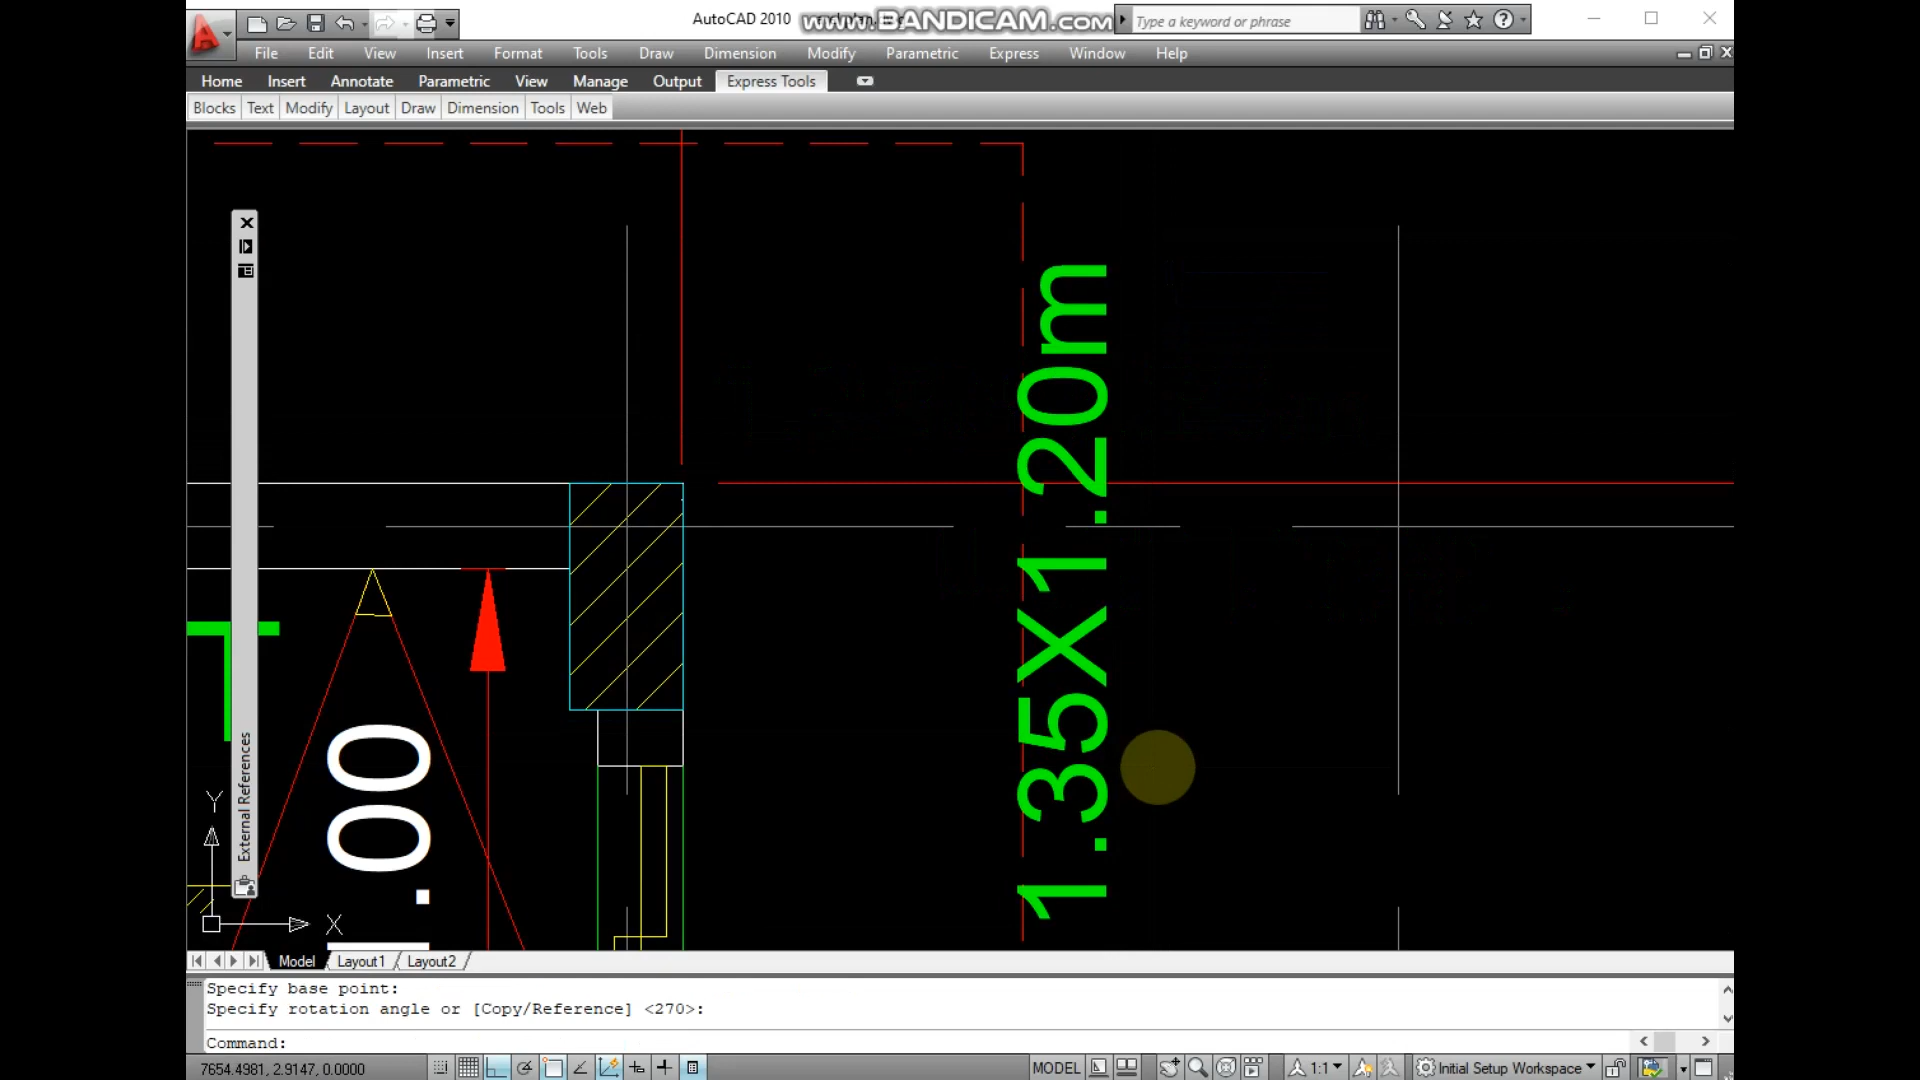 AutoCAD 2010
www.BANDICAM.com
Type a keyword or phrase
File Edit View Insert Format Tools Draw Dimension Modify Parametric Express Window Help
Home Insert Annotate Parametric View Manage Output Express Tools
Blocks Text Modify Layout Draw Dimension Tools Web
1.35X1.20m
.00
External References
Y
X
Model Layout1 Layout2
Specify base point:
Specify rotation angle or [Copy/Reference] <270>:
Command:
7654.4981, 2.9147, 0.0000 MODEL 1:1 Initial Setup Workspace